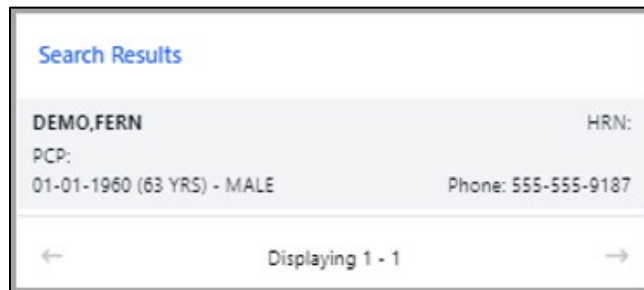 Search Results
DEMO,FERN HRN:
PCP:
01-01-1960 (63 YRS) - MALE Phone: 555-555-9187
← Displaying 1 - 1 →